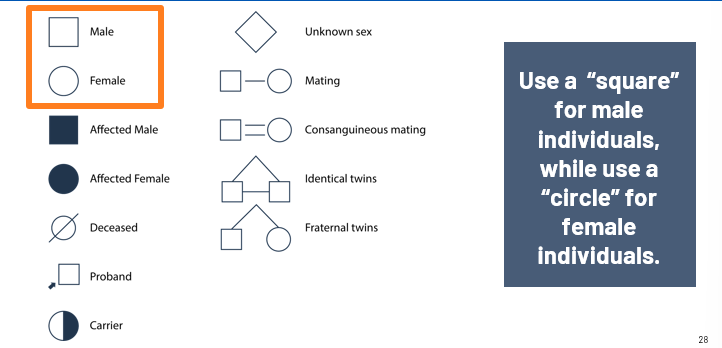 Male
Female
Affected Male
Affected Female
Deceased
Proband
Carrier
Unknown sex
Mating
Consanguineous mating
Identical twins
Fraternal twins
Use a “square”
for male
individuals,
while use a
“circle” for
female
individuals.
28